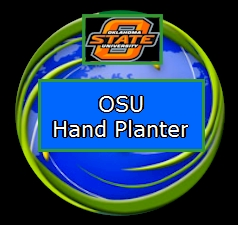 OKLAHOMA
STATE
UNIVERSITY
OSU
Hand Planter